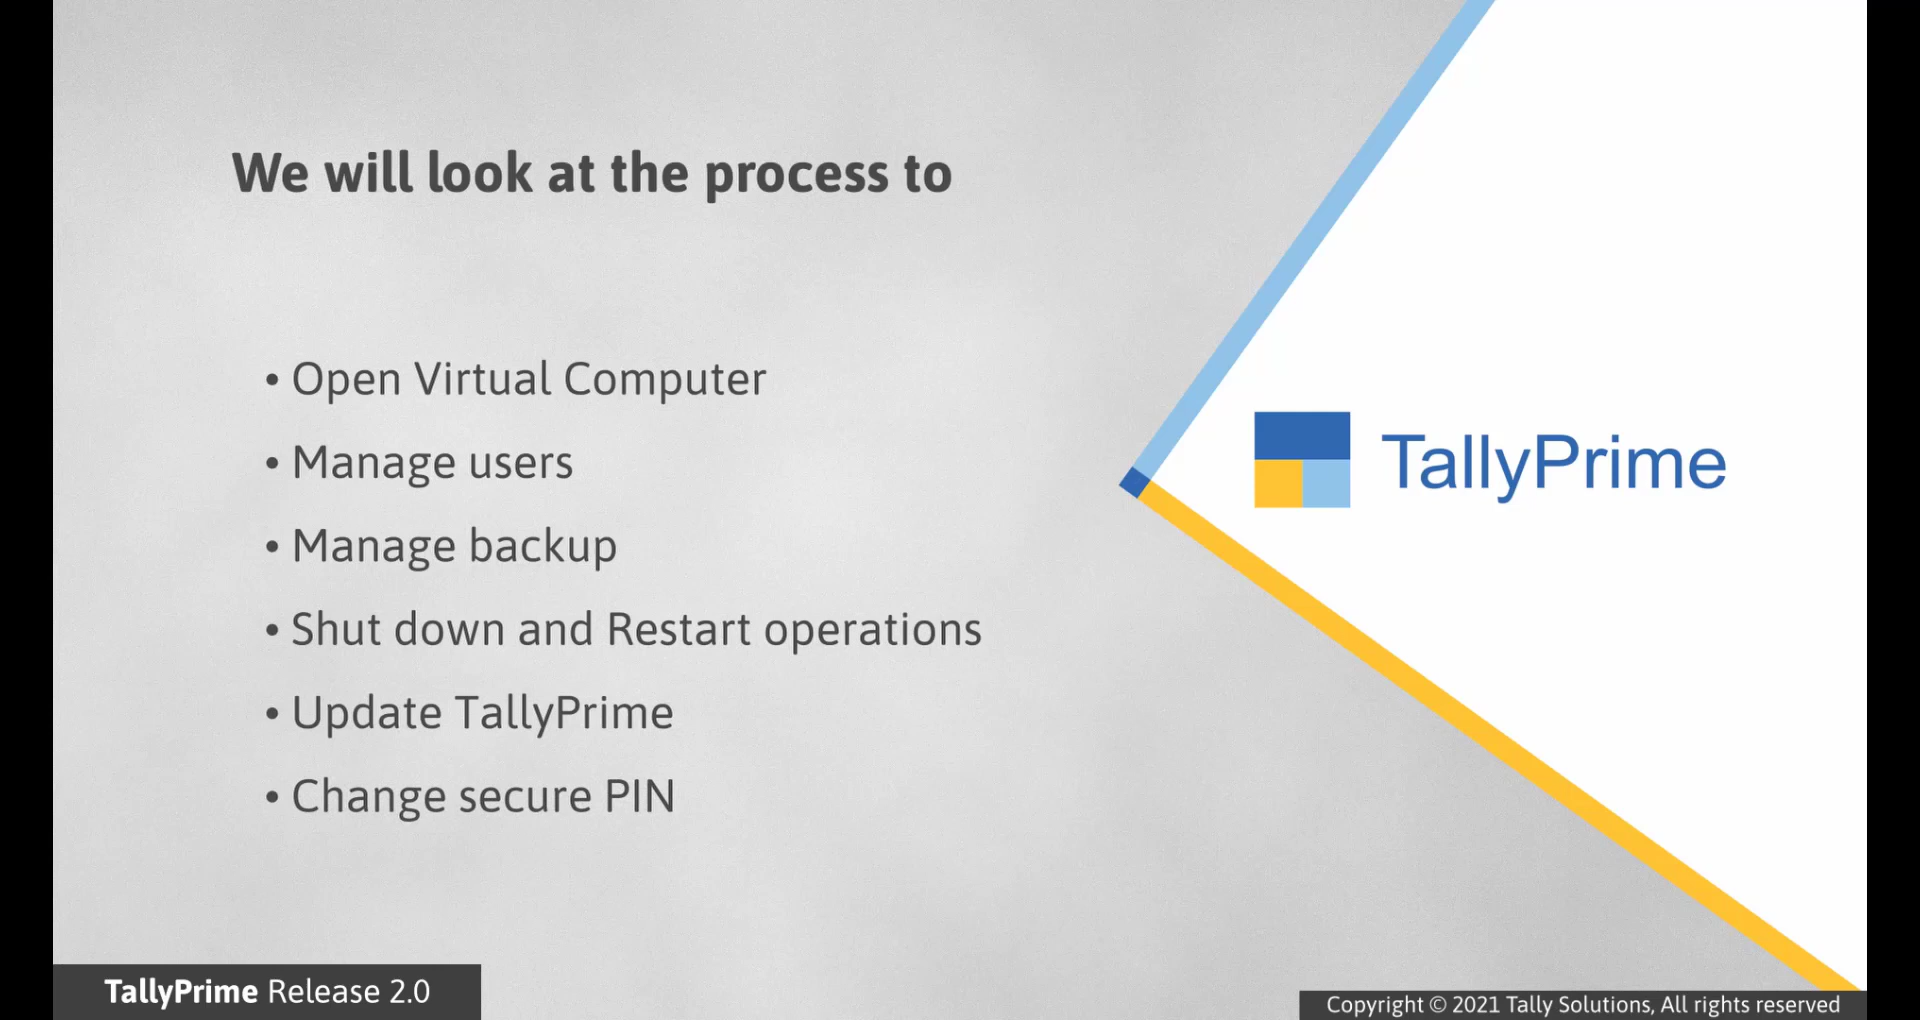 We will look at the process to
• Open Virtual Computer
• Manage users
• Manage backup
• Shut down and Restart operations
• Update TallyPrime
• Change secure PIN
TallyPrime
TallyPrime Release 2.0
Copyright © 2021 Tally Solutions, All rights reserved